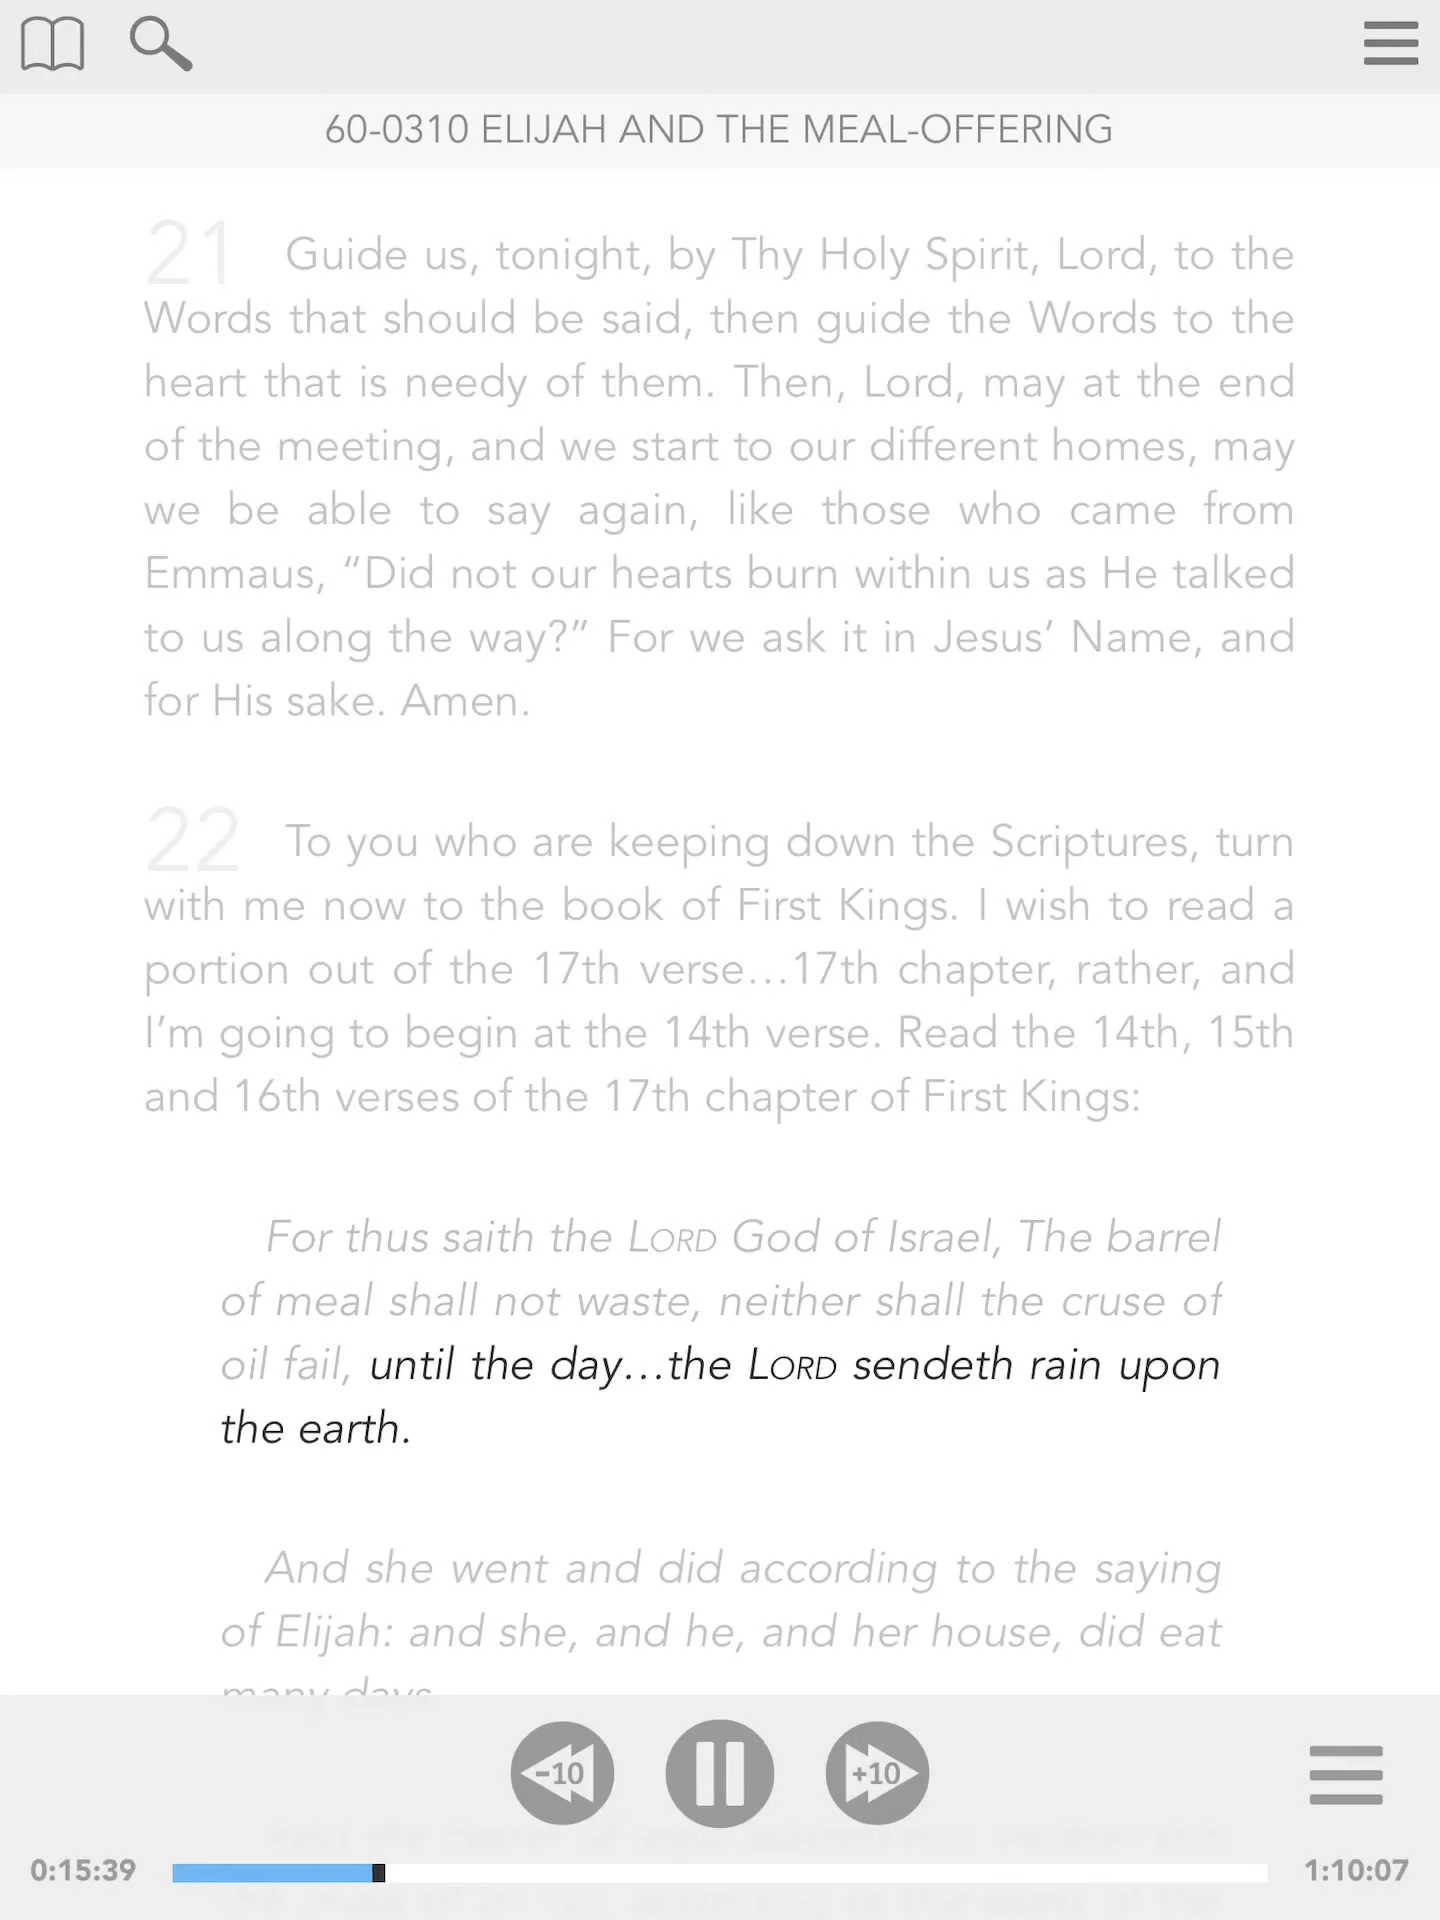 60-0310 ELIJAH AND THE MEAL-OFFERING
21 Guide us, tonight, by Thy Holy Spirit, Lord, to the
Words that should be said, then guide the Words to the
heart that is needy of them. Then, Lord, may at the end
of the meeting, and we start to our different homes, may
we be able to say again, like those who came from
Emmaus, “Did not our hearts burn within us as He talked
to us along the way?” For we ask it in Jesus’ Name, and
for His sake. Amen.
22 To you who are keeping down the Scriptures, turn
with me now to the book of First Kings. I wish to read a
portion out of the 17th verse…17th chapter, rather, and
I’m going to begin at the 14th verse. Read the 14th, 15th
and 16th verses of the 17th chapter of First Kings:
For thus saith the LORD God of Israel, The barrel
of meal shall not waste, neither shall the cruse of
oil fail, until the day…the LORD sendeth rain upon
the earth.
And she went and did according to the saying
of Elijah: and she, and he, and her house, did eat
many days
-10
+10
0:15:39
1:10:07